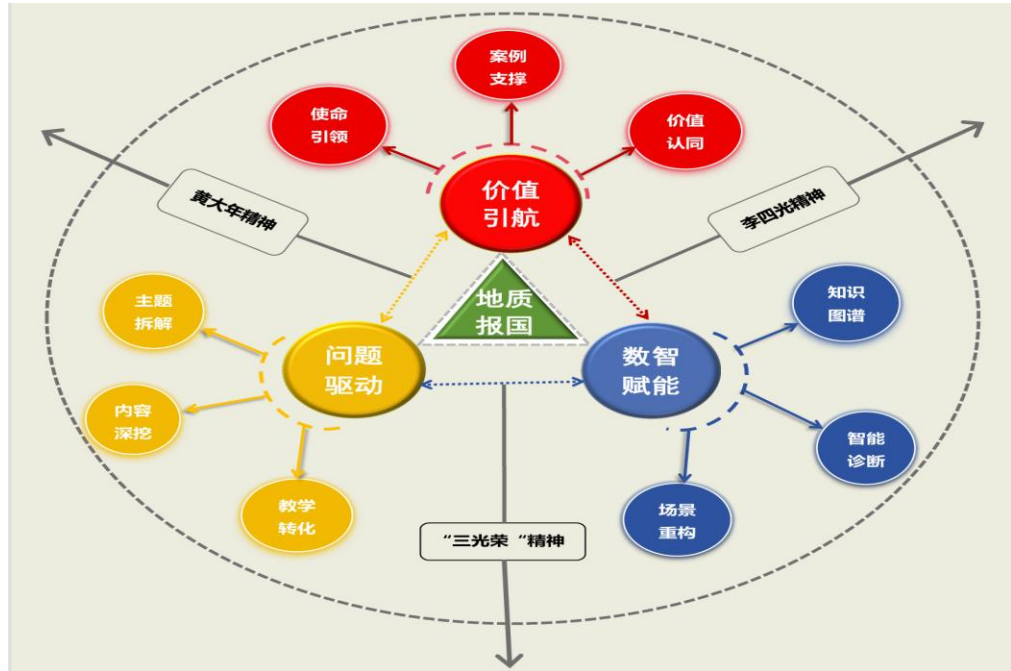 案例
支撑
使命
引领
价值
认同
价值
引航
黄大年精神
李四光精神
地质
报国
主题
拆解
知识
图谱
问题
驱动
数智
赋能
内容
深挖
智能
诊断
教学
转化
场景
重构
“三光荣“精神